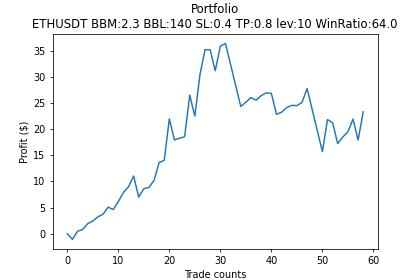 Portfolio
ETHUSDT BBM:2.3 BBL:140 SL:0.4 TP:0.8 lev:10 WinRatio:64.0
35
30
25
20
15
10
5
0
Profit ($)
0 10 20 30 40 50 60
Trade counts